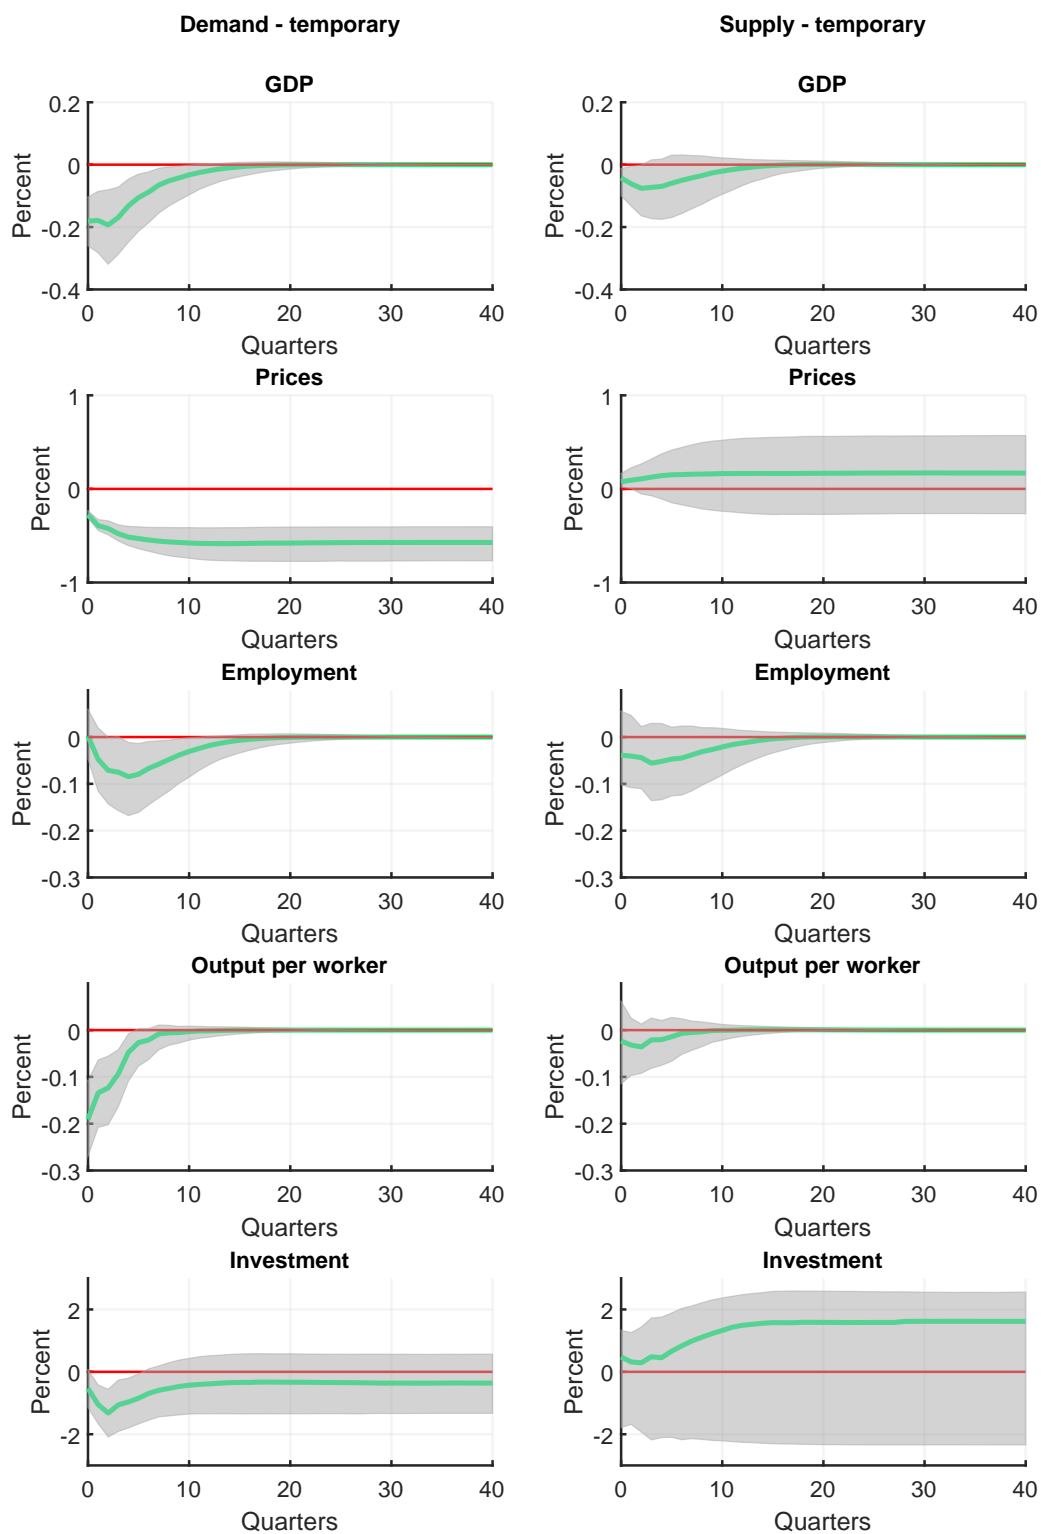 Demand - temporary
Supply - temporary
GDP
GDP
0.2
0
-0.2
-0.4
Percent
0 10 20 30 40
Quarters
0.2
0
-0.2
-0.4
Percent
0 10 20 30 40
Quarters
Prices
Prices
1
0
-1
Percent
0 10 20 30 40
Quarters
1
0
-1
Percent
0 10 20 30 40
Quarters
Employment
Employment
0
-0.1
-0.2
-0.3
Percent
0 10 20 30 40
Quarters
0
-0.1
-0.2
-0.3
Percent
0 10 20 30 40
Quarters
Output per worker
Output per worker
0
-0.1
-0.2
-0.3
Percent
0 10 20 30 40
Quarters
0
-0.1
-0.2
-0.3
Percent
0 10 20 30 40
Quarters
Investment
Investment
2
0
-2
Percent
0 10 20 30 40
Quarters
2
0
-2
Percent
0 10 20 30 40
Quarters